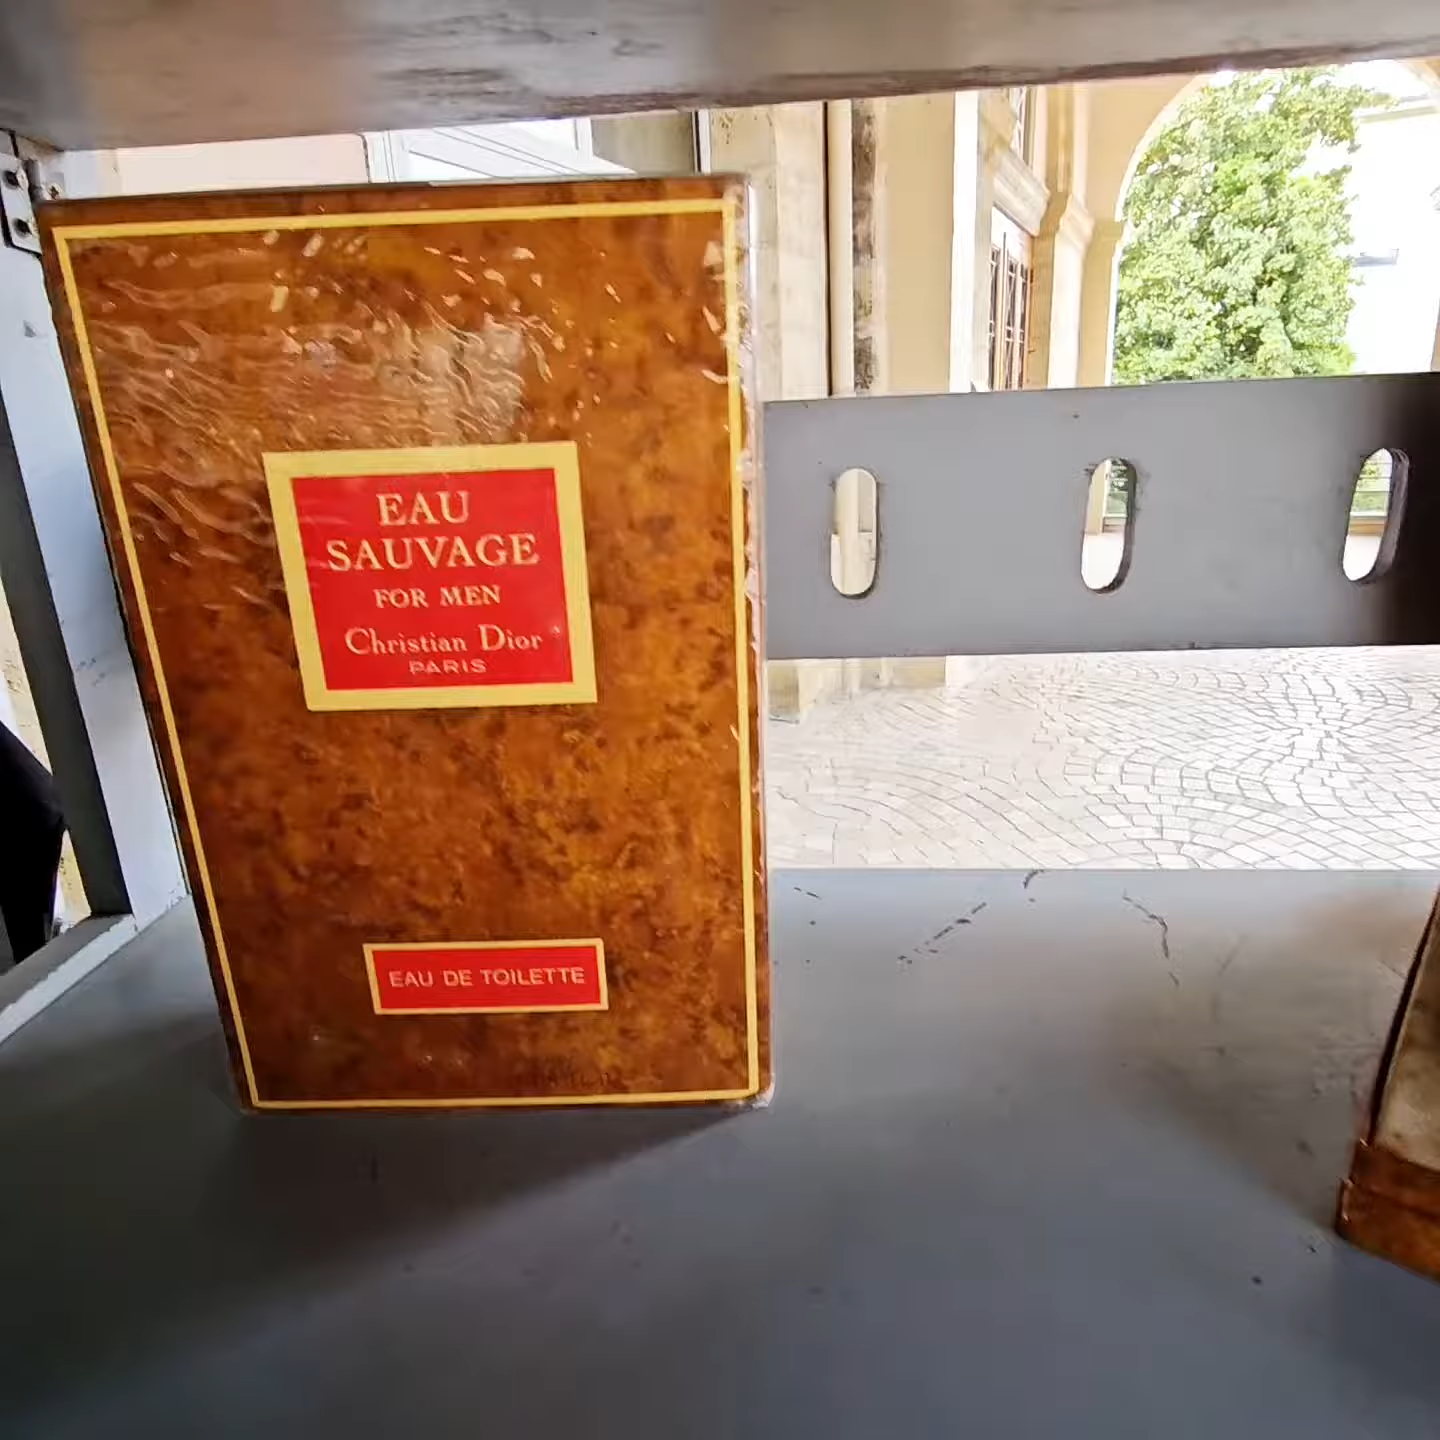 EAU
SAUVAGE
FOR MEN
Christian Dior
PARIS
EAU DE TOILETTE